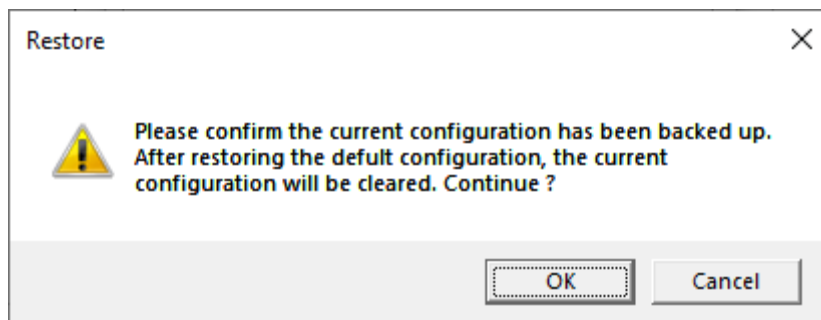 Restore
Please confirm the current configuration has been backed up.
After restoring the defult configuration, the current
configuration will be cleared. Continue ?
OK
Cancel